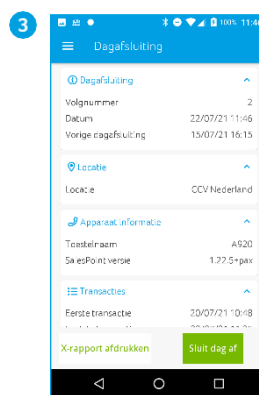 3
100% 11:46
Dagafsluiting
Dagafsluiting
Volgnummer 2
Datum 22/07/21 11:46
Vorige dagafsluiting 15/07/21 16:15
Locatie
Locatie CCV Nederland
Apparaat informatie
Toestelnaam A920
SalesPoint versie 1.22.5+pax
Transacties
Eerste transactie 20/07/21 10:48
X-rapport afdrukken
Sluit dag af